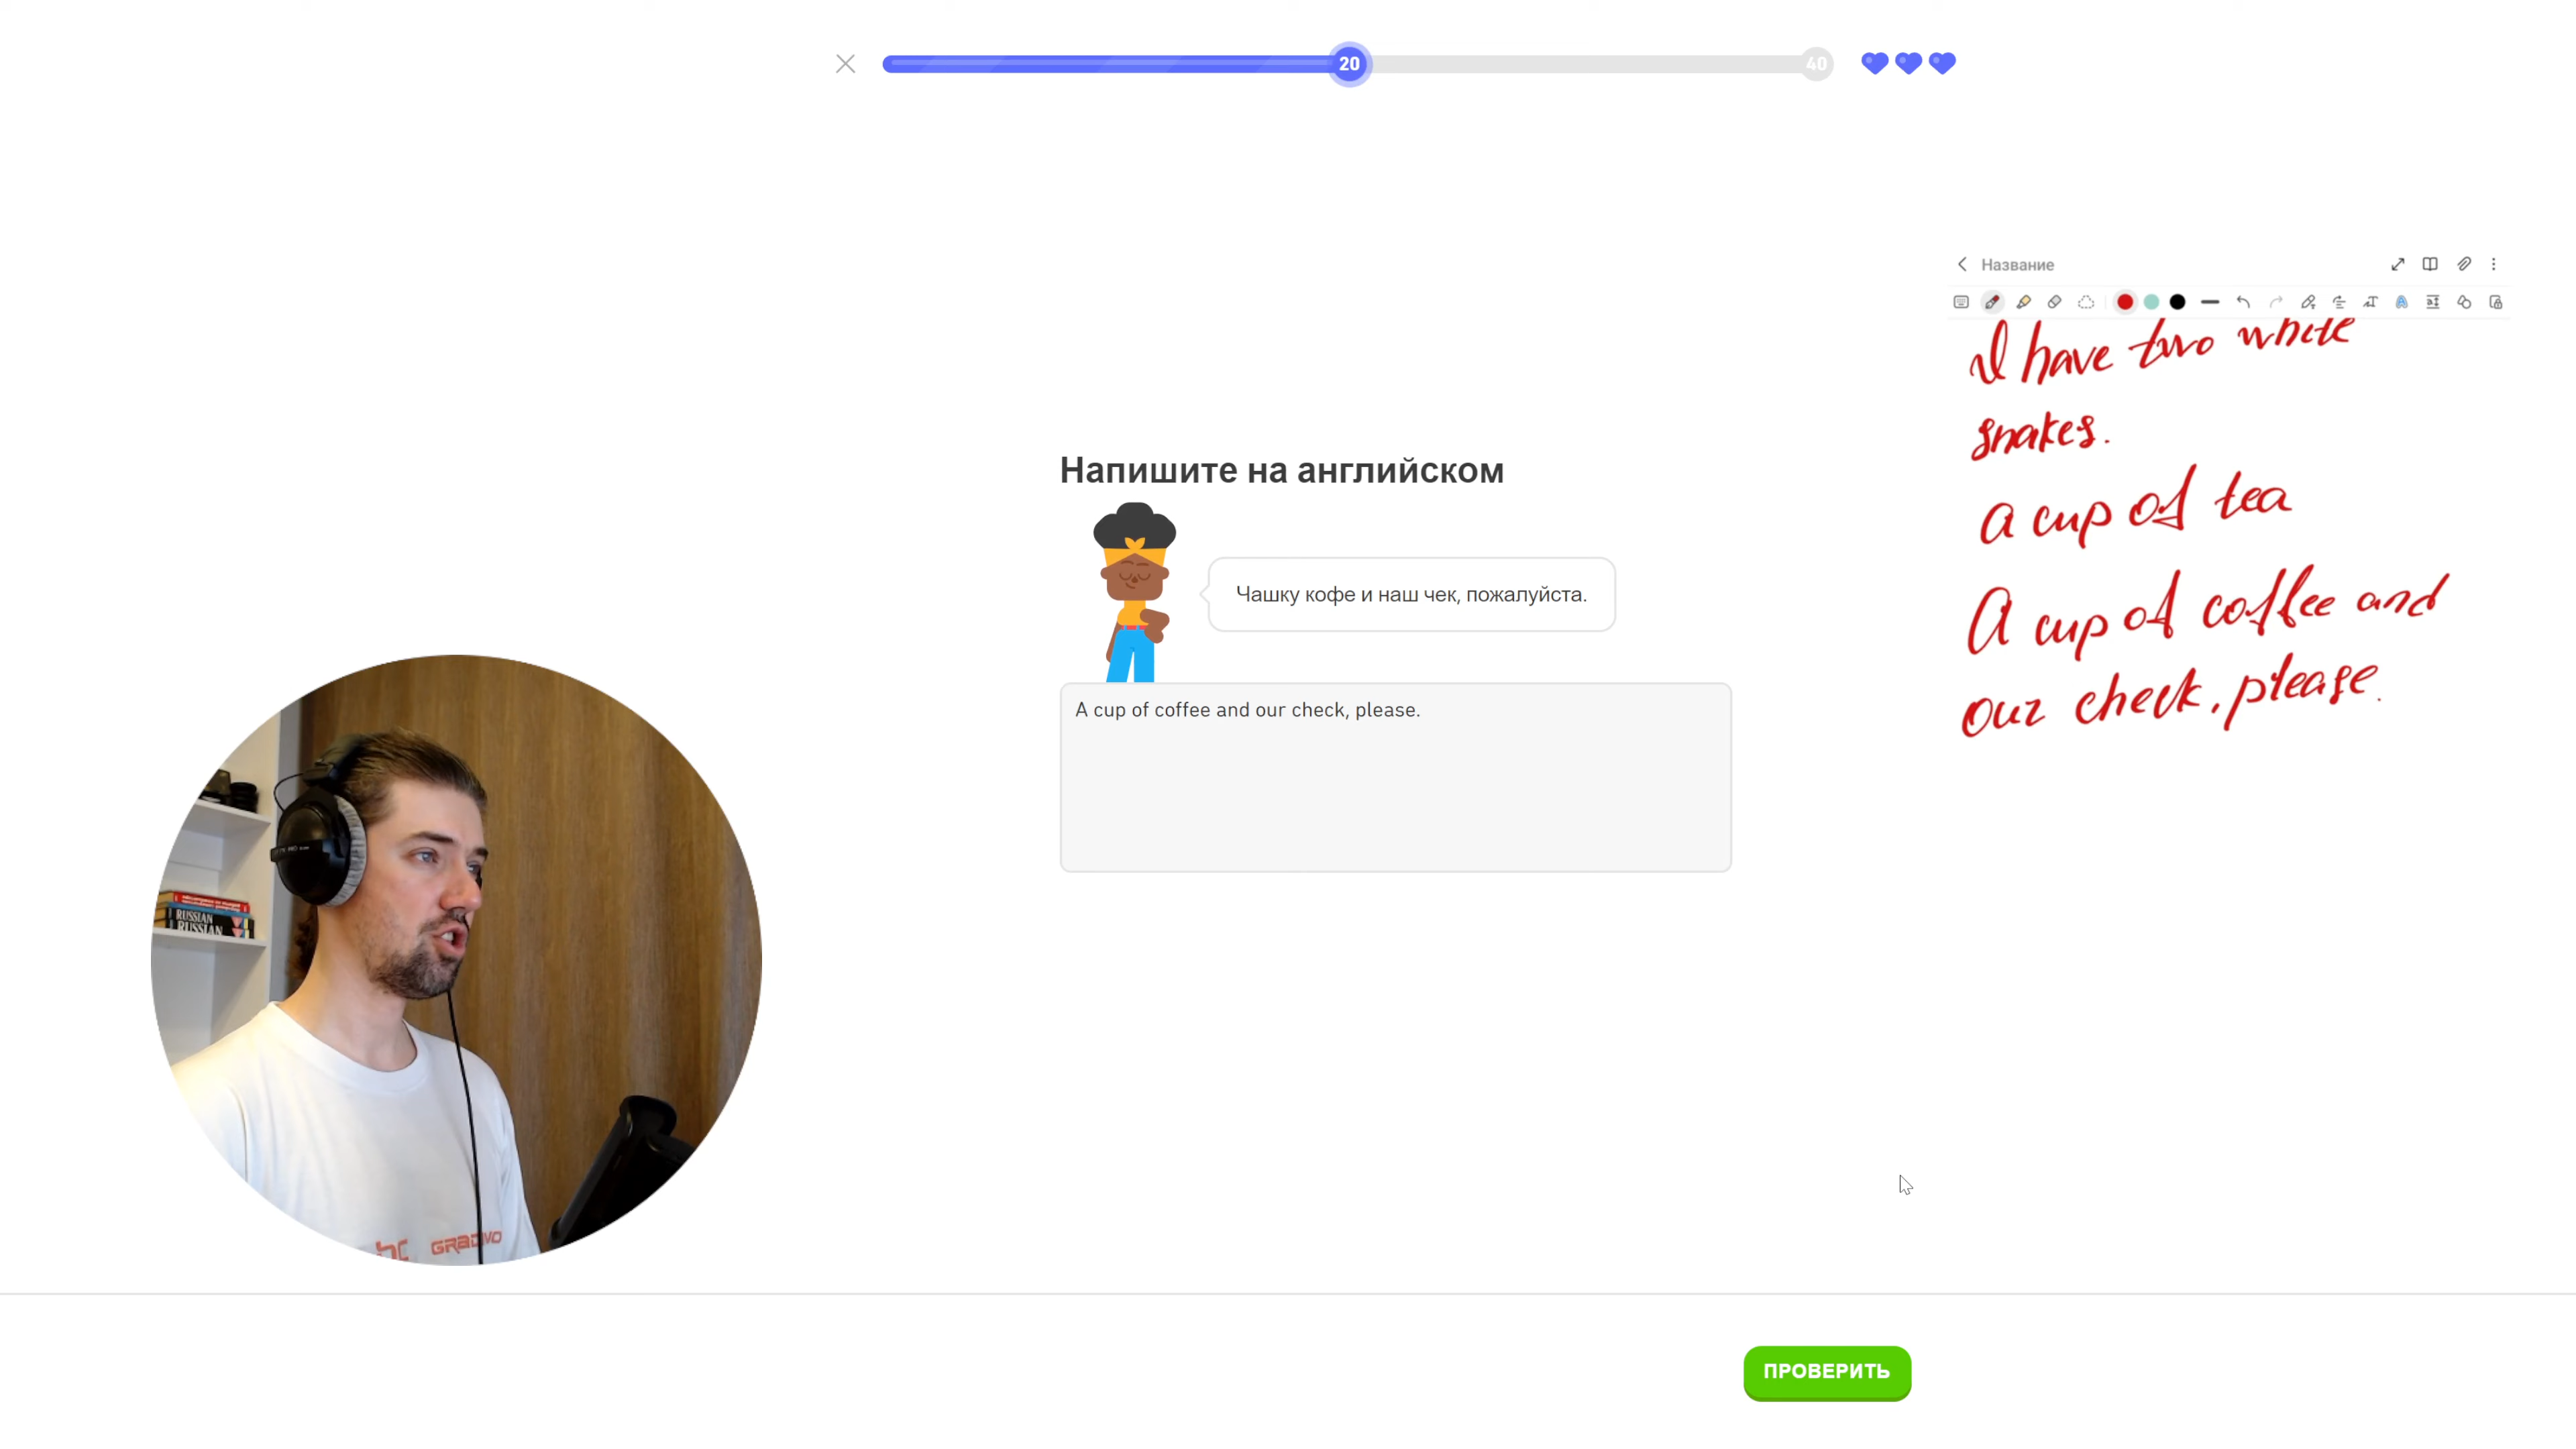 20
40
Название
I have two white
snakes.
a cup of tea
A cup of coffee and
our check, please.
Напишите на английском
Чашку кофе и наш чек, пожалуйста.
A cup of coffee and our check, please.
RUSSIAN
RUSSIAN
GRADIVO
ПРОВЕРИТЬ